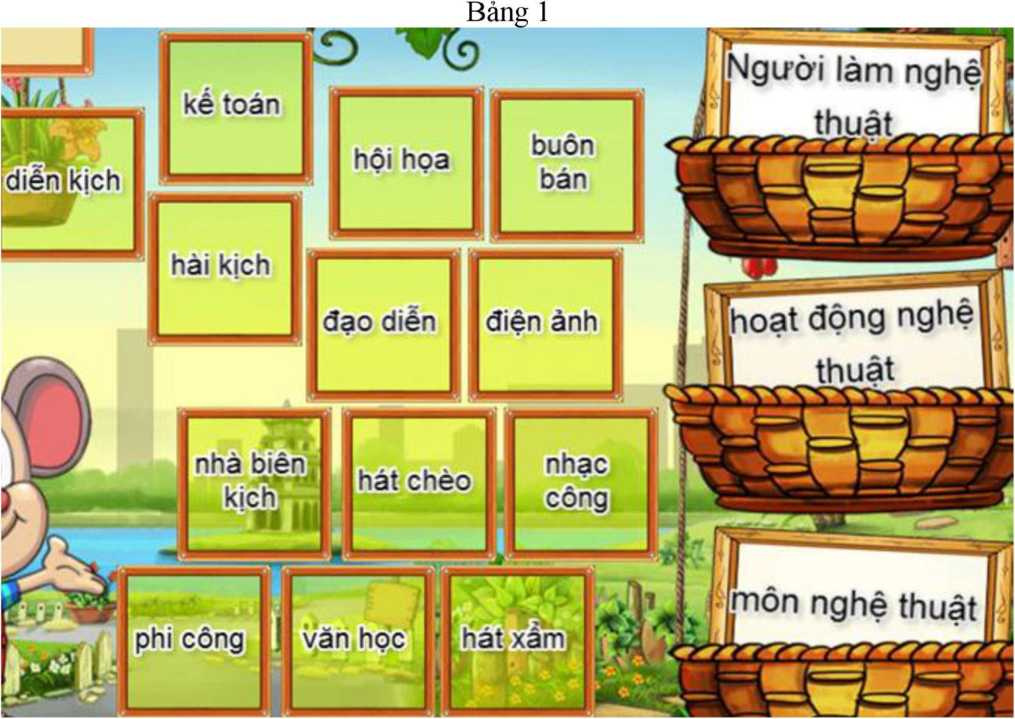 Bảng 1
kế toán
diễn kịch
hội họa
buôn
bán
hài kịch
đạo diễn
điện ảnh
nhà biên
kịch
hát chèo
nhạc
công
phi công
văn học
hát xẩm
Người làm nghệ
thuật
hoạt động nghệ
thuật
môn nghệ thuật